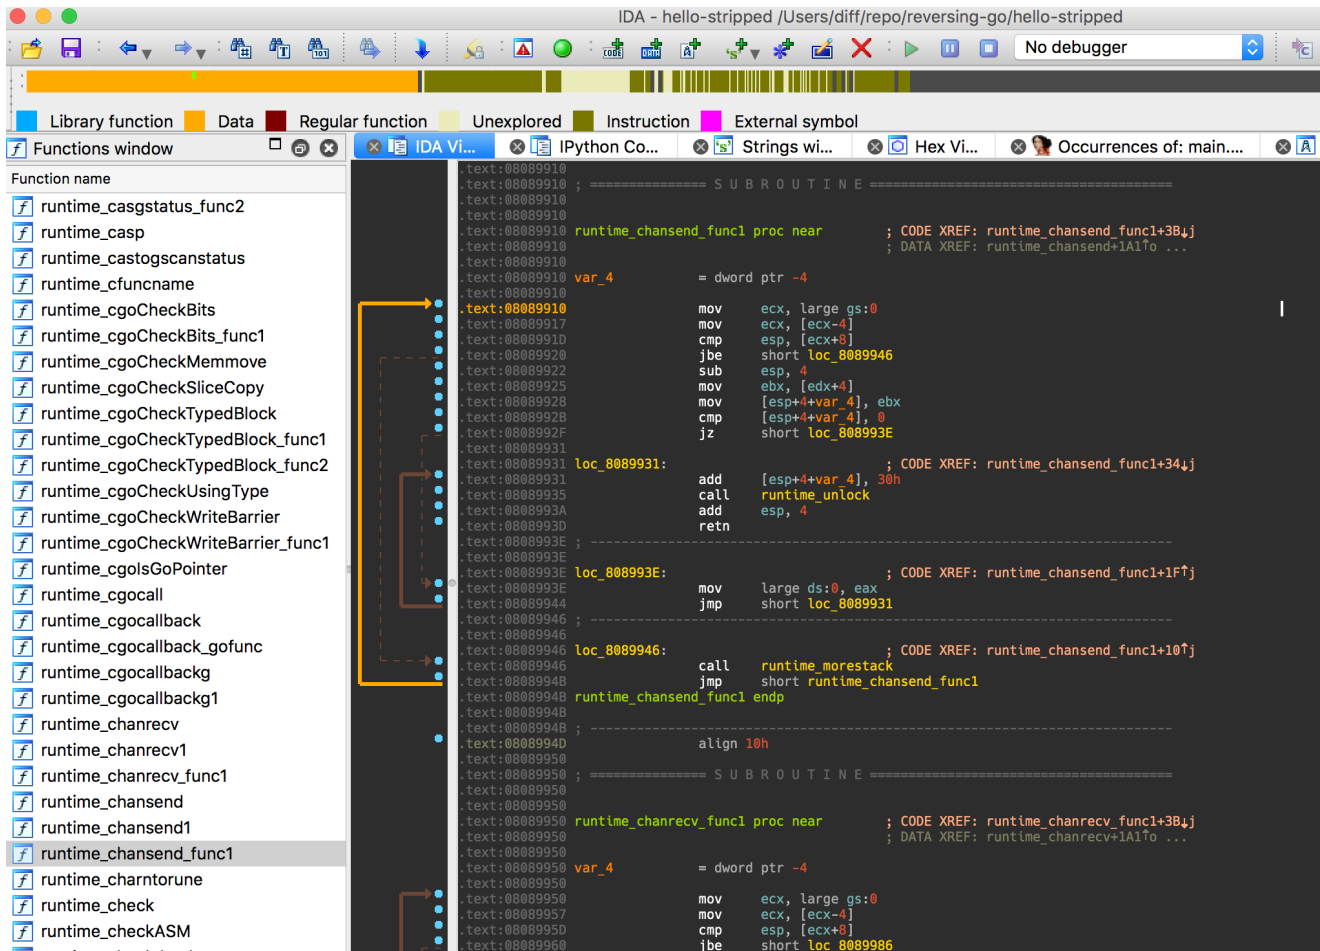 IDA - hello-stripped /Users/diff/repo/reversing-go/hello-stripped
No debugger
Library function Data Regular function Unexplored Instruction External symbol
Functions window
IDA Vi... IPython Co... Strings wi... Hex Vi... Occurrences of: main....
Function name
runtime_casgstatus_func2
runtime_casp
runtime_castogscanstatus
runtime_cfuncname
runtime_cgoCheckBits
runtime_cgoCheckBits_func1
runtime_cgoCheckMemmove
runtime_cgoCheckSliceCopy
runtime_cgoCheckTypedBlock
runtime_cgoCheckTypedBlock_func1
runtime_cgoCheckTypedBlock_func2
runtime_cgoCheckUsingType
runtime_cgoCheckWriteBarrier
runtime_cgoCheckWriteBarrier_func1
runtime_cgoIsGoPointer
runtime_cgocall
runtime_cgocallback
runtime_cgocallback_gofunc
runtime_cgocallbackg
runtime_cgocallbackg1
runtime_chanrecv
runtime_chanrecv1
runtime_chanrecv_func1
runtime_chansend
runtime_chansend1
runtime_chansend_func1
runtime_charntorune
runtime_check
runtime_checkASM
.text:08089910
.text:08089910 ; =============== S U B R O U T I N E =======================================
.text:08089910
.text:08089910
.text:08089910 runtime_chansend_func1 proc near ; CODE XREF: runtime_chansend_func1+3B↓j
.text:08089910 ; DATA XREF: runtime_chansend+1A1↑o ...
.text:08089910
.text:08089910 var_4 = dword ptr -4
.text:08089910
.text:08089910 mov ecx, large gs:0
.text:08089917 mov ecx, [ecx-4]
.text:0808991D cmp esp, [ecx+8]
.text:08089920 jbe short loc_8089946
.text:08089922 sub esp, 4
.text:08089925 mov ebx, [edx+4]
.text:08089928 mov [esp+4+var_4], ebx
.text:0808992B cmp [esp+4+var_4], 0
.text:0808992F jz short loc_808993E
.text:08089931
.text:08089931 loc_8089931: ; CODE XREF: runtime_chansend_func1+34↓j
.text:08089931 add [esp+4+var_4], 30h
.text:08089935 call runtime_unlock
.text:0808993A add esp, 4
.text:0808993D retn
.text:0808993E ; ---------------------------------------------------------------------------
.text:0808993E
.text:0808993E loc_808993E: ; CODE XREF: runtime_chansend_func1+1F↑j
.text:0808993E mov large ds:0, eax
.text:08089944 jmp short loc_8089931
.text:08089946 ; ---------------------------------------------------------------------------
.text:08089946
.text:08089946 loc_8089946: ; CODE XREF: runtime_chansend_func1+10↑j
.text:08089946 call runtime_morestack
.text:0808994B jmp short runtime_chansend_func1
.text:0808994B runtime_chansend_func1 endp
.text:0808994B
.text:0808994B ; ---------------------------------------------------------------------------
.text:0808994D align 10h
.text:08089950
.text:08089950 ; =============== S U B R O U T I N E =======================================
.text:08089950
.text:08089950
.text:08089950 runtime_chanrecv_func1 proc near ; CODE XREF: runtime_chanrecv_func1+3B↓j
.text:08089950 ; DATA XREF: runtime_chanrecv+1A1↑o ...
.text:08089950
.text:08089950 var_4 = dword ptr -4
.text:08089950
.text:08089950 mov ecx, large gs:0
.text:08089957 mov ecx, [ecx-4]
.text:0808995D cmp esp, [ecx+8]
.text:08089960 jbe short loc_8089986